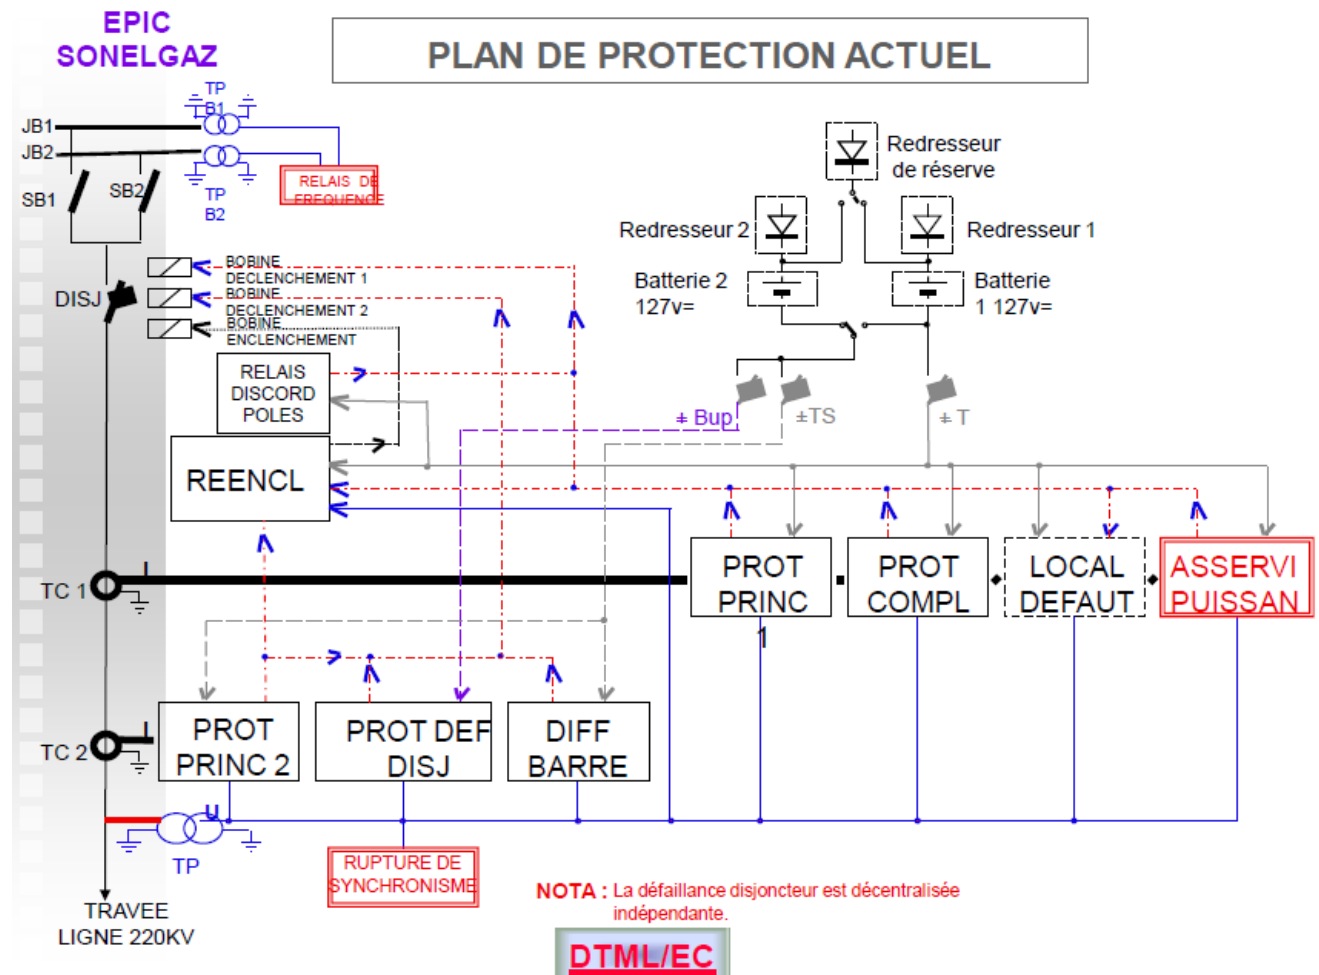 EPIC
SONELGAZ
PLAN DE PROTECTION ACTUEL
TP
B1
JB1
JB2
SB1
SB2
TP
B2
RELAIS DE
FREQUENCE
Redresseur
de réserve
Redresseur 2
Redresseur 1
Batterie 2
127v=
Batterie
1 127v=
DISJ
BOBINE
DECLENCHEMENT 1
BOBINE
DECLENCHEMENT 2
BOBINE
ENCLENCHEMENT
RELAIS
DISCORD
POLES
± Bup
±TS
± T
REENCL
TC 1
I
PROT
PRINC
1
PROT
COMPL
LOCAL
DEFAUT
ASSERVI
PUISSAN
TC 2
I
PROT
PRINC 2
PROT DEF
DISJ
DIFF
BARRE
U
TP
RUPTURE DE
SYNCHRONISME
NOTA : La défaillance disjoncteur est décentralisée
indépendante.
TRAVEE
LIGNE 220KV
DTML/EC